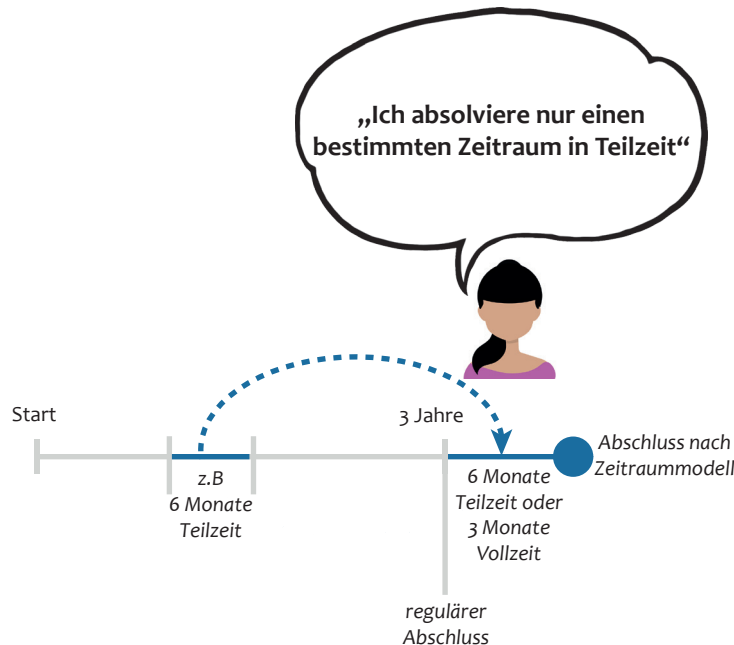 „Ich absolviere nur einen
bestimmten Zeitraum in Teilzeit“
Start
3 Jahre
z.B
6 Monate
Teilzeit
6 Monate
Teilzeit oder
3 Monate
Vollzeit
Abschluss nach
Zeitraummodell
regulärer
Abschluss